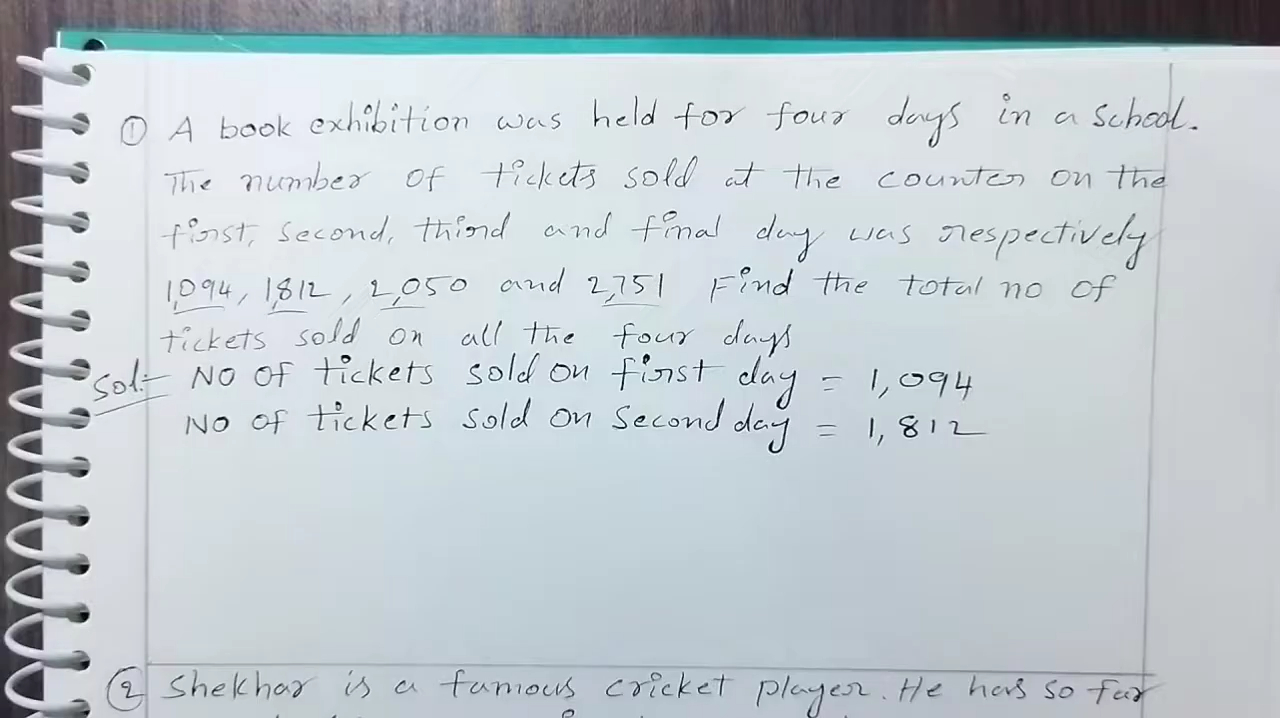 ① A book exhibition was held for four days in a school.
The number of tickets sold at the counter on the
first, second, third and final day was respectively
1,094, 1,812, 2,050 and 2,751 Find the total no of
tickets sold on all the four days
Sol:- No of tickets sold on first day = 1,094
No of tickets sold on second day = 1,812
② Shekhar is a famous cricket player. He has so far